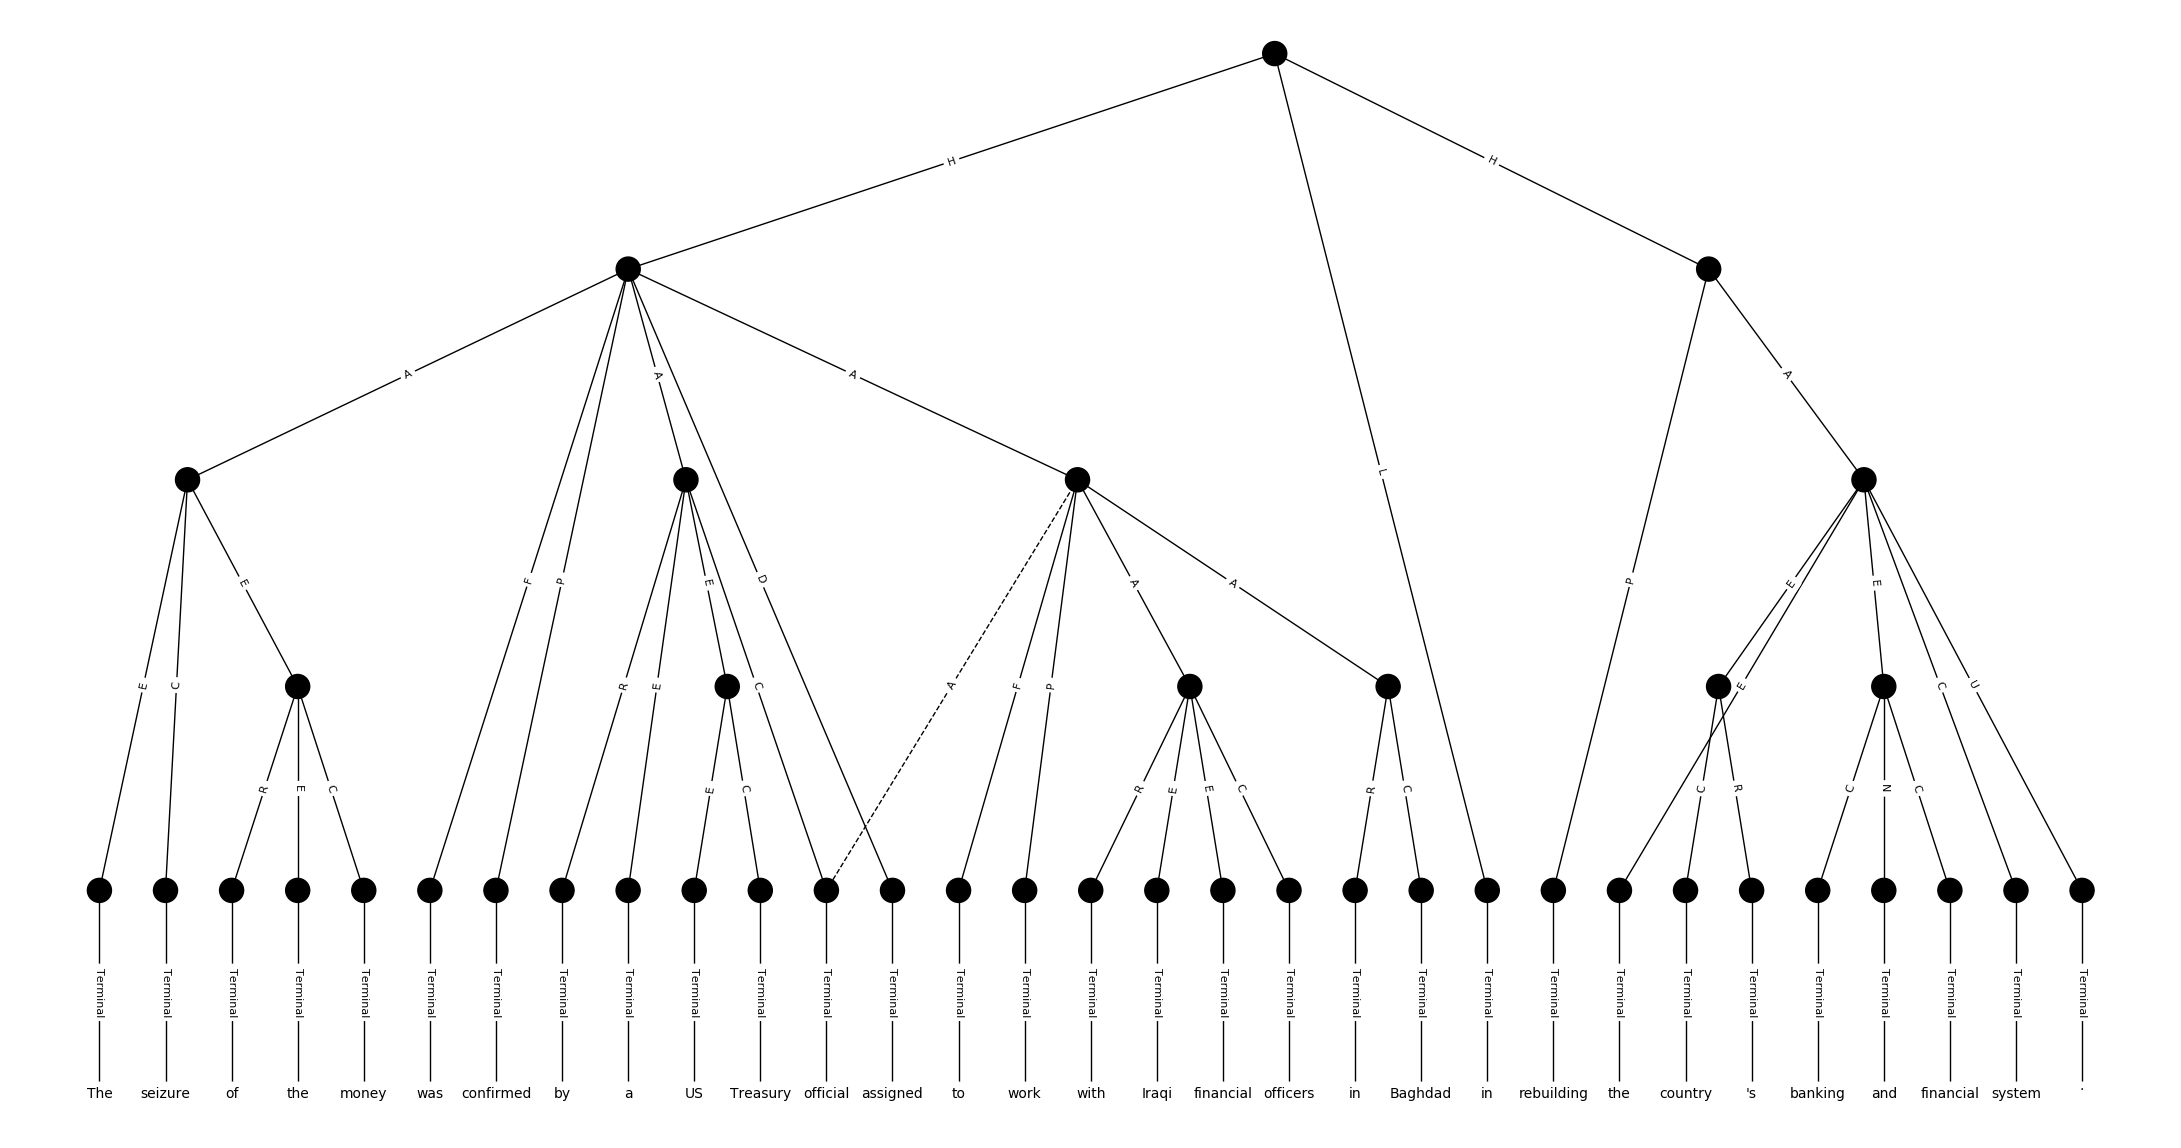 H H
A A A A
L
E F P E D P E E
E C R E C A F P A A E C U
R E C E C R E E C R C C R C N C
Terminal Terminal Terminal Terminal Terminal Terminal Terminal Terminal Terminal Terminal Terminal Terminal Terminal Terminal Terminal Terminal Terminal Terminal Terminal Terminal Terminal Terminal Terminal Terminal Terminal Terminal Terminal Terminal Terminal Terminal Terminal
The seizure of the money was confirmed by a US Treasury official assigned to work with Iraqi financial officers in Baghdad in rebuilding the country 's banking and financial system .